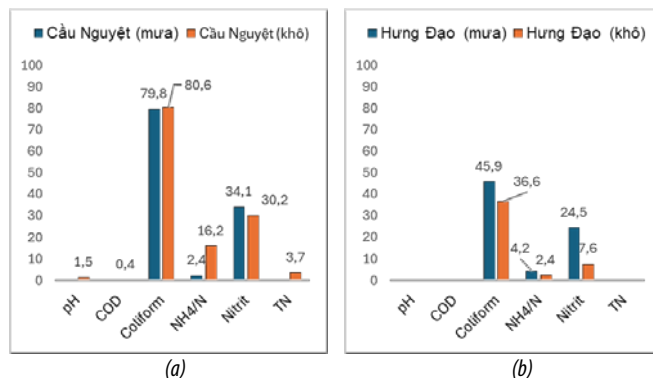 Cầu Nguyệt (mưa) Cầu Nguyệt (khô)
100
90
80
70
60
50
40
30
20
10
0
1,5
0,4
79,8
80,6
2,4
16,2
34,1
30,2
3,7
pH
COD
Coliform
NH4/N
Nitrit
TN
(a)
Hưng Đạo (mưa) Hưng Đạo (khô)
100
90
80
70
60
50
40
30
20
10
0
45,9
36,6
4,2
2,4
24,5
7,6
pH
COD
Coliform
NH4/N
Nitrit
TN
(b)